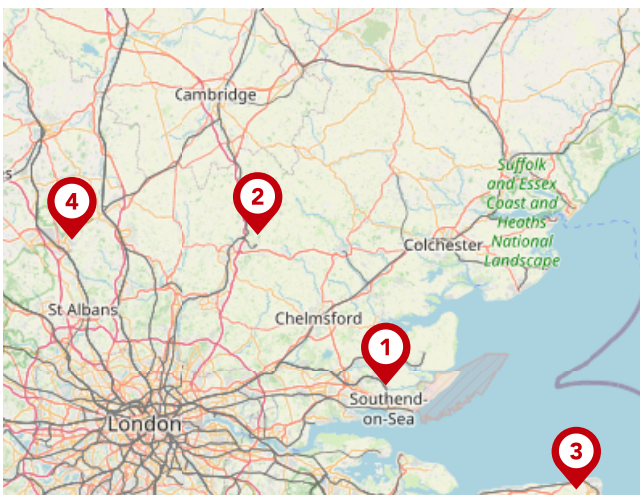 Cambridge
s
4
2
Suffolk
and Essex
Coast and
Heaths
National
Landscape
Colchester
St Albans
Chelmsford
1
Southend-
on-Sea
London
3